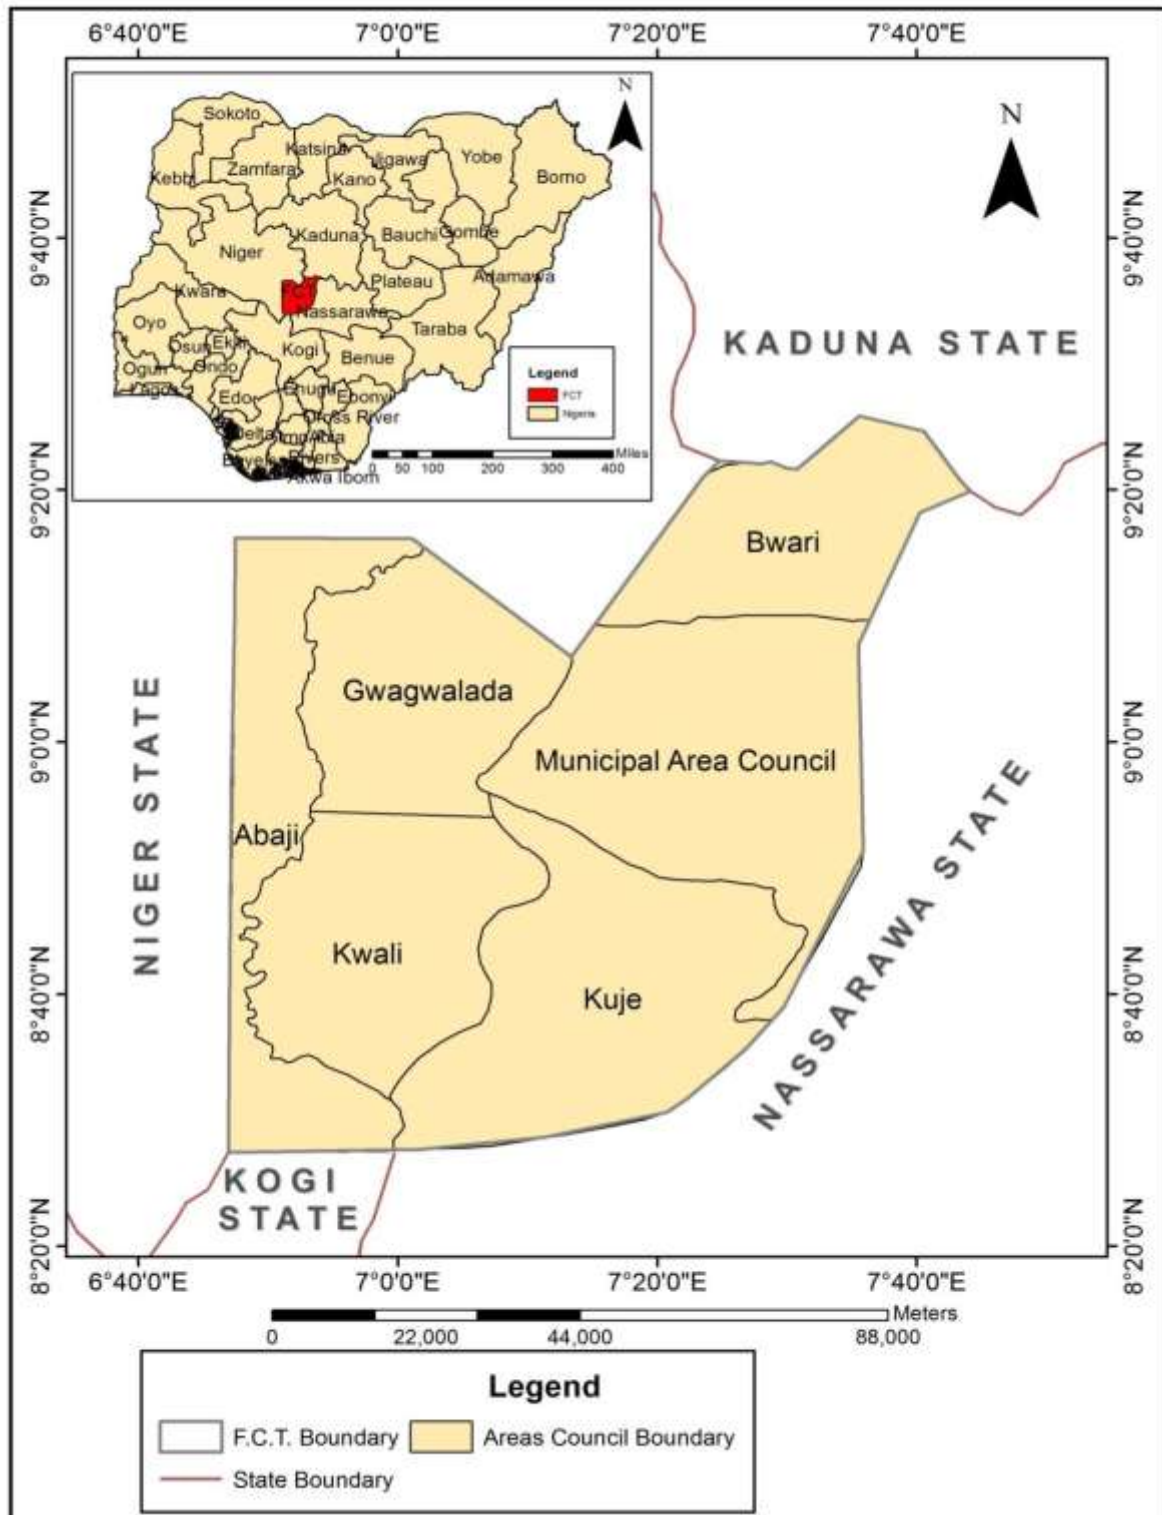 6°40'0"E 7°0'0"E 7°20'0"E 7°40'0"E
N
Sokoto
Katsina
Jigawa
Yobe
Zamfara
Kano
Borno
Kebbi
Kaduna
Bauchi
Gombe
Niger
Adamawa
Plateau
FCT
Kwara
Nassarawa
Oyo
Taraba
Osun
Ekiti
Kogi
Benue
Ogun
Ondo
Lagos
Edo
Enugu
Ebonyi
Cross River
Delta
Imo
Abia
Rivers
Akwa Ibom
Legend
FCT
Nigeria
Miles
0 50 100 200 300 400
N
9°40'0"N
9°40'0"N
KADUNA STATE
9°20'0"N
9°20'0"N
Bwari
Gwagwalada
NIGER STATE
9°0'0"N
9°0'0"N
Municipal Area Council
Abaji
NASSARAWA STATE
Kwali
Kuje
8°40'0"N
8°40'0"N
KOGI
STATE
8°20'0"N
8°20'0"N
6°40'0"E 7°0'0"E 7°20'0"E 7°40'0"E
Meters
0 22,000 44,000 88,000
Legend
F.C.T. Boundary Areas Council Boundary
State Boundary